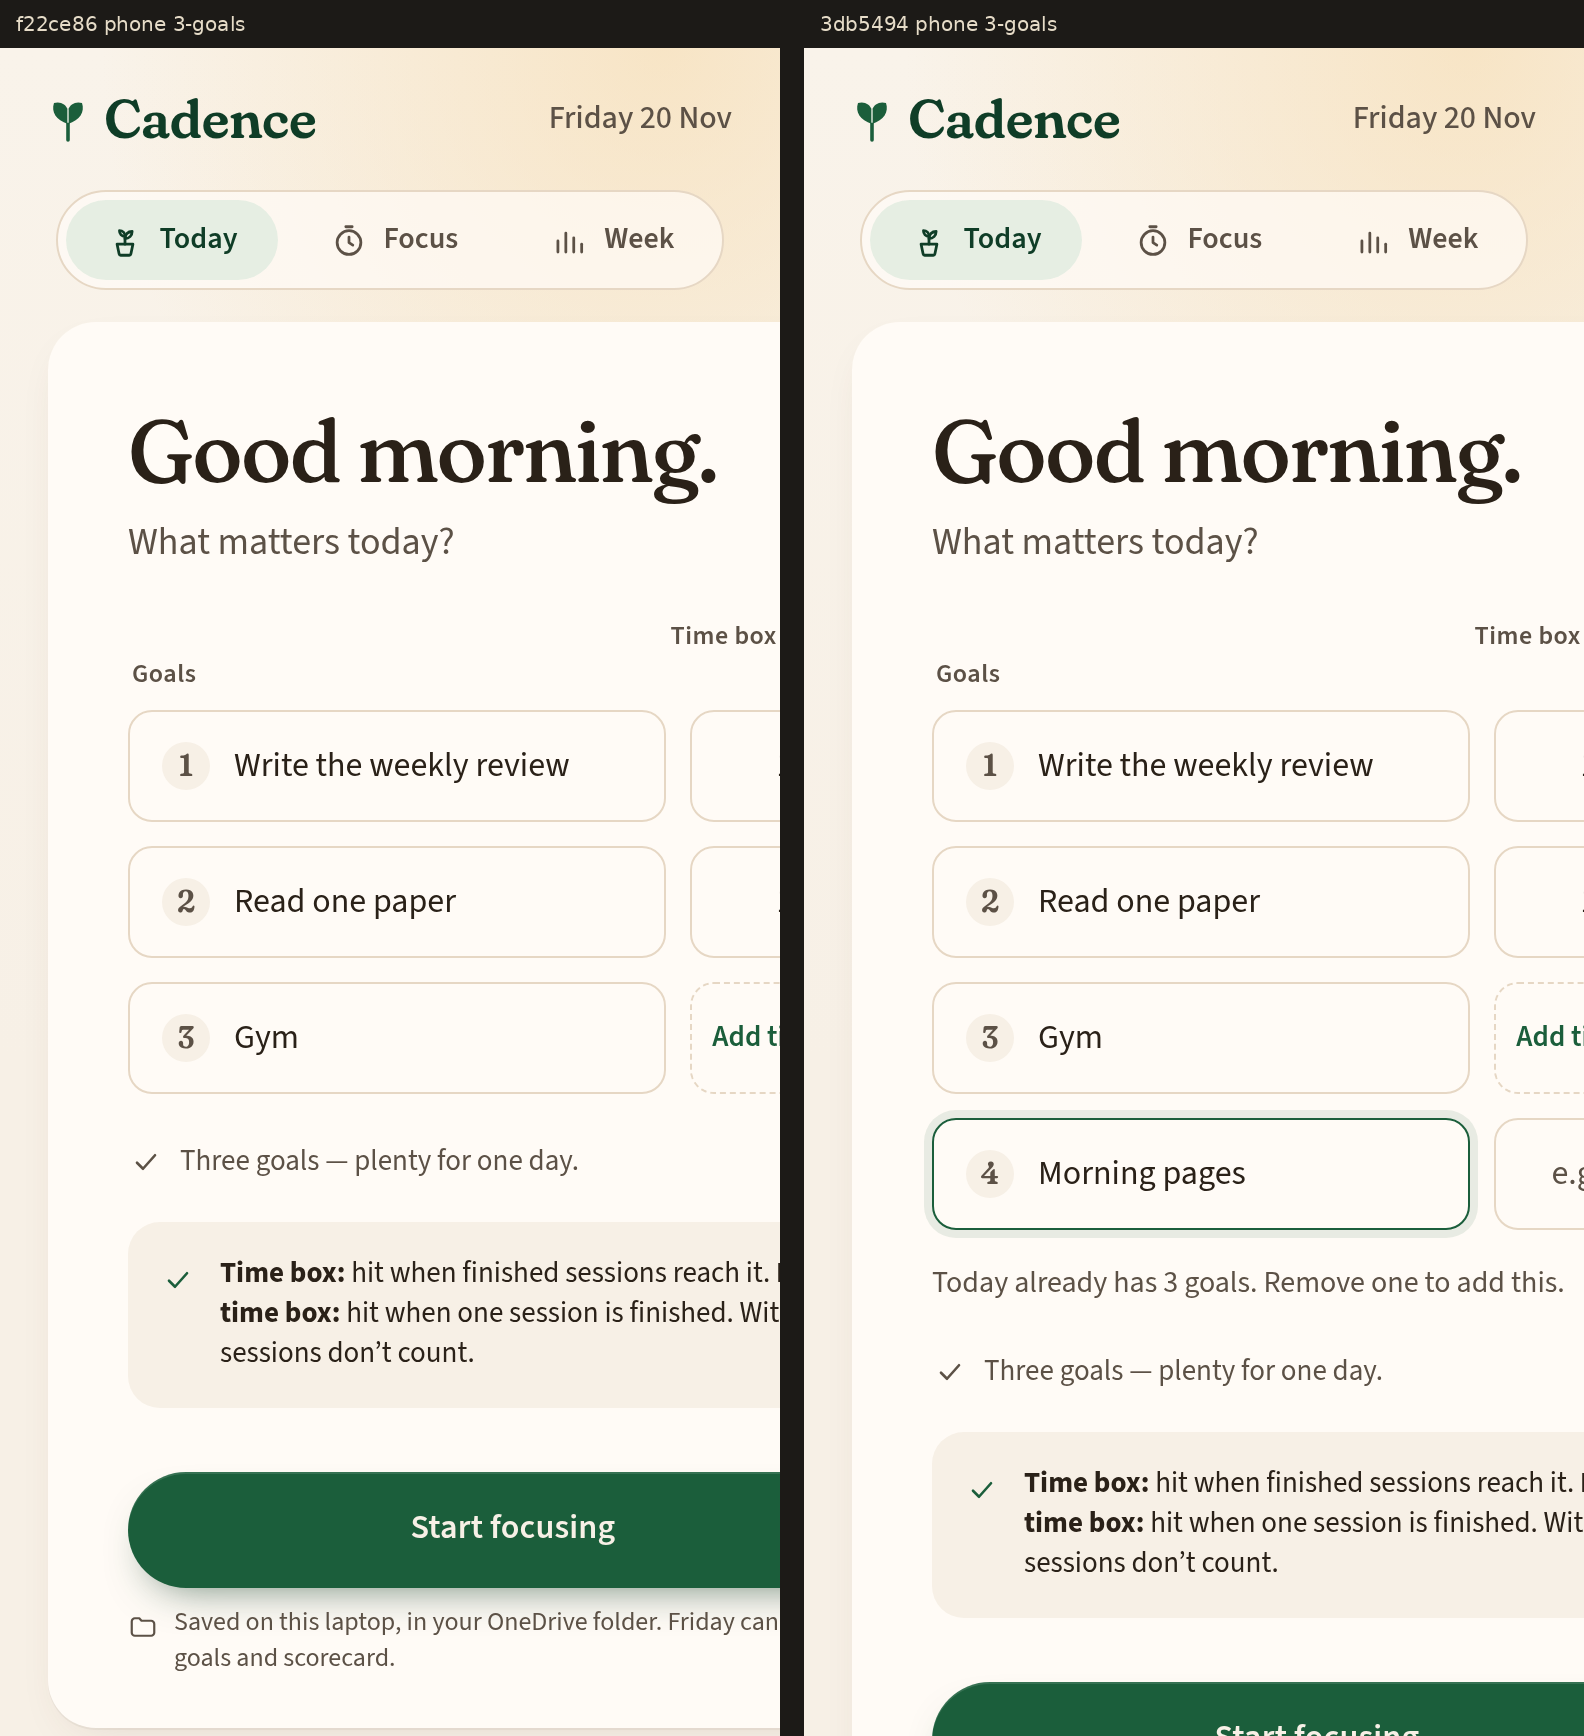 f22ce86 phone 3-goals
Cadence
Friday 20 Nov
Today
Focus
Week
Good morning.
What matters today?
Time box
Goals
1 Write the weekly review
2 Read one paper
3 Gym
Add
Three goals — plenty for one day.
Time box: hit when finished sessions reach it.
time box: hit when one session is finished.
sessions don’t count.
Start focusing
Saved on this laptop, in your OneDrive folder. Friday can
goals and scorecard.
3db5494 phone 3-goals
Cadence
Friday 20 Nov
Today
Focus
Week
Good morning.
What matters today?
Time box
Goals
1 Write the weekly review
2 Read one paper
3 Gym
Add
4 Morning pages
Today already has 3 goals. Remove one to add this.
Three goals — plenty for one day.
Time box: hit when finished sessions reach it.
time box: hit when one session is finished.
sessions don’t count.
Start focusing